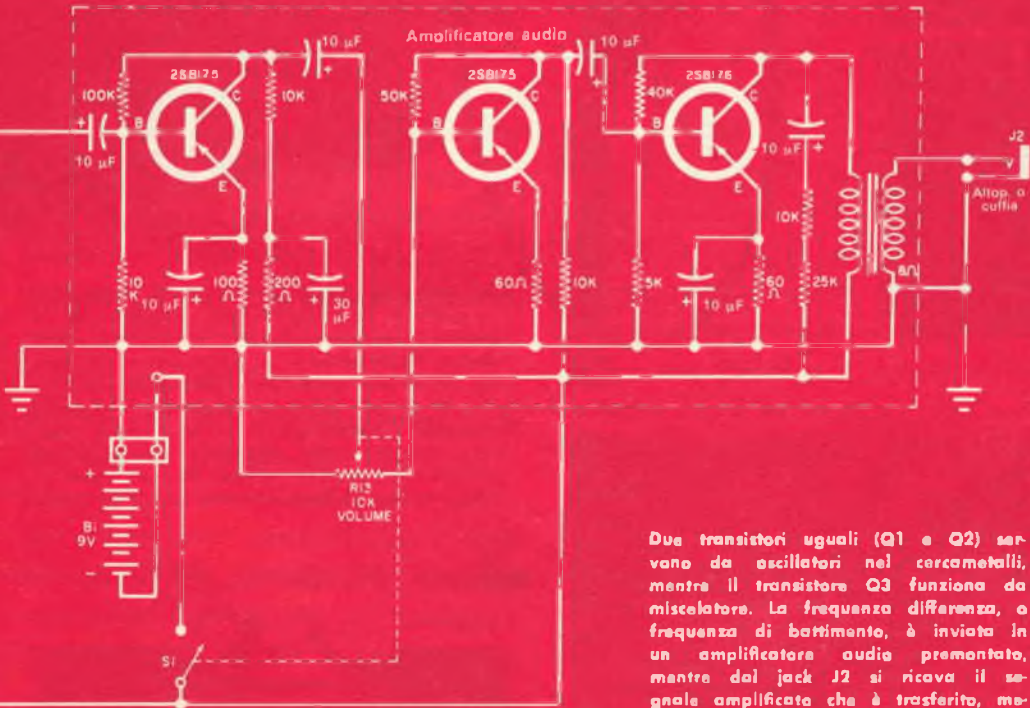 Amplificatore audio
10 µF
10 µF
2SB175
2SB175
2SB176
100K
10K
50K
40K
C
C
C
B
B
B
10 µF
10 µF
J2
Altop. o
cuffia
E
E
E
10K
8Ω
10
K
10 µF
100
Ω
200
Ω
30
µF
60Ω
10K
5K
10 µF
60
Ω
25K
+
B1
9V
−
R13
10K
VOLUME
S1
Due transistori uguali (Q1 e Q2) ser-
vono da oscillatori nel cercametalli,
mentre il transistore Q3 funziona da
miscelatore. La frequenza differenza, o
frequenza di battimento, è inviata in
un amplificatore audio premontato,
mentre dal jack J2 si ricava il se-
gnale amplificato che è trasferito, me-